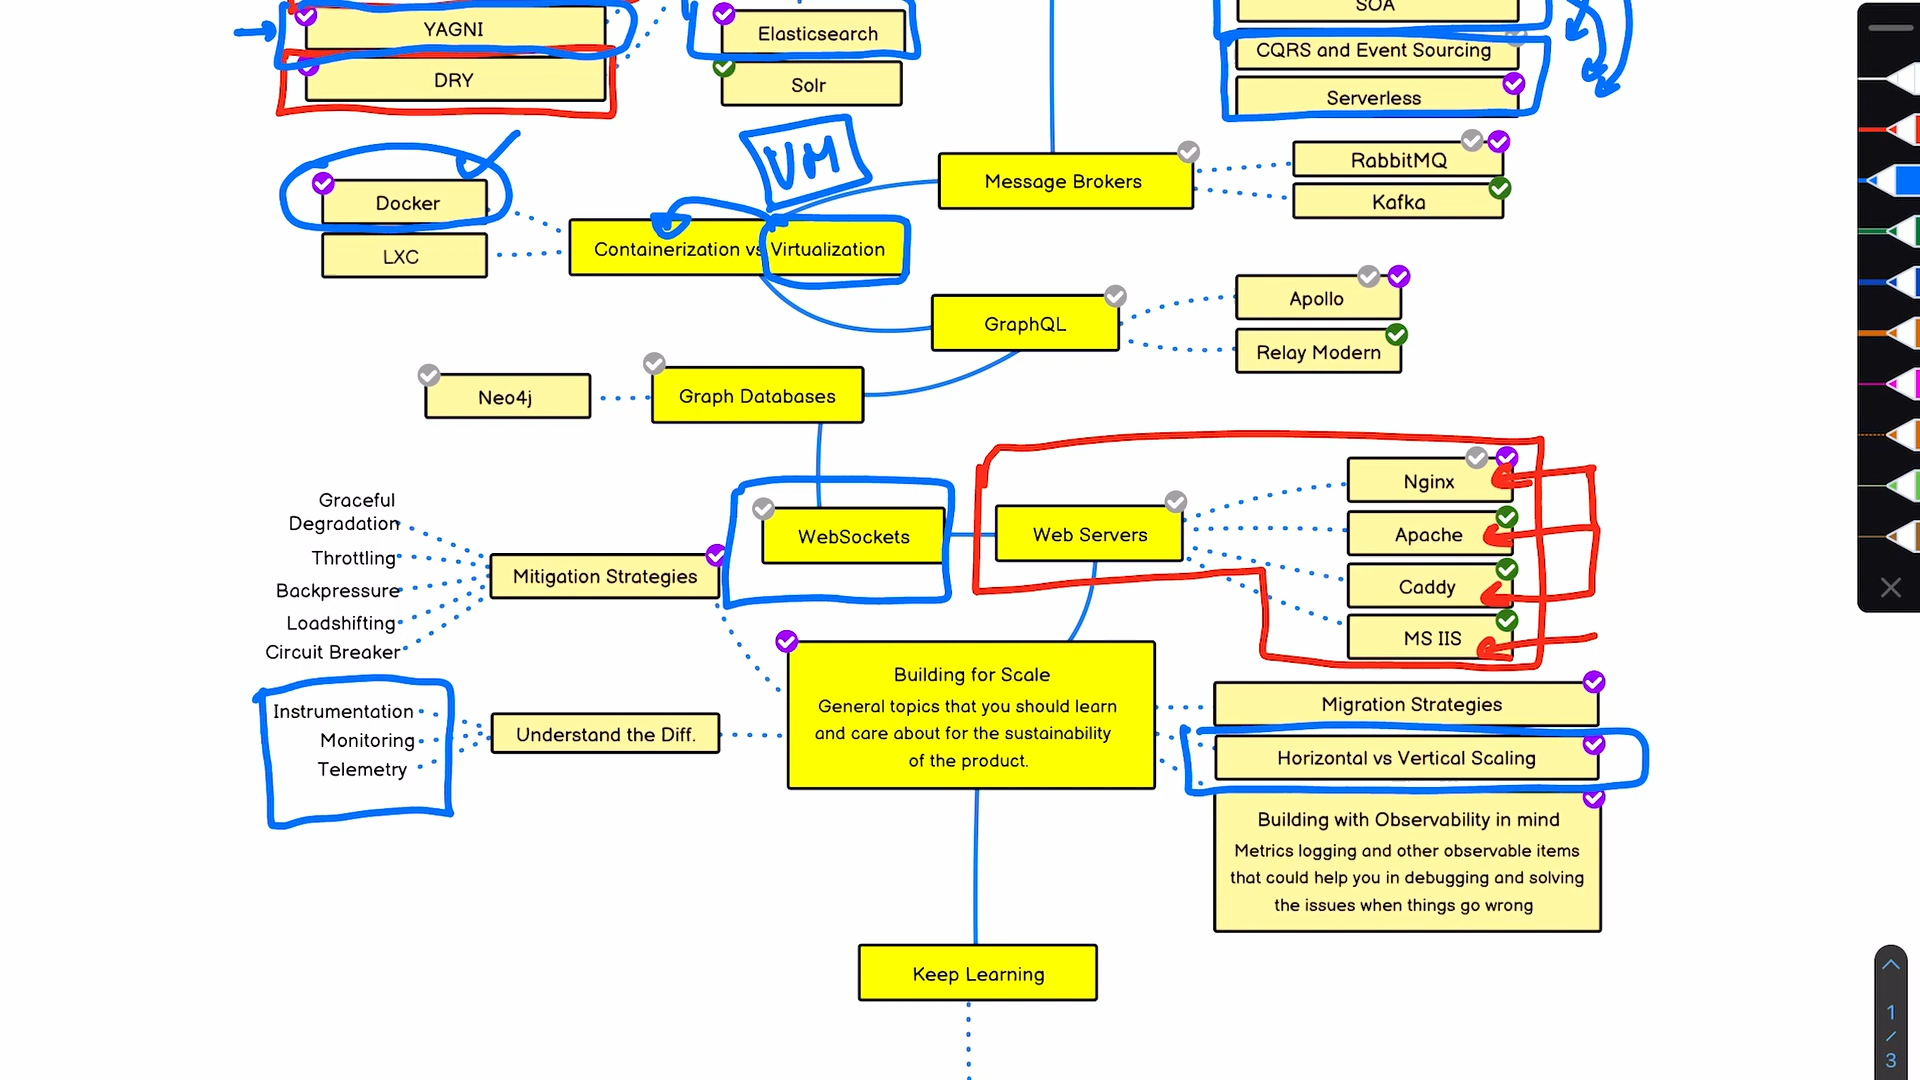 SOA
YAGNI
Elasticsearch
CQRS and Event Sourcing
DRY
Solr
Serverless
VM
Docker
LXC
Containerization vs Virtualization
Message Brokers
RabbitMQ
Kafka
GraphQL
Apollo
Relay Modern
Neo4j
Graph Databases
WebSockets
Web Servers
Nginx
Apache
Caddy
MS IIS
Graceful
Degradation
Throttling
Backpressure
Loadshifting
Circuit Breaker
Mitigation Strategies
Instrumentation
Monitoring
Telemetry
Understand the Diff.
Building for Scale
General topics that you should learn
and care about for the sustainability
of the product.
Migration Strategies
Horizontal vs Vertical Scaling
Building with Observability in mind
Metrics logging and other observable items
that could help you in debugging and solving
the issues when things go wrong
Keep Learning
1
/
3